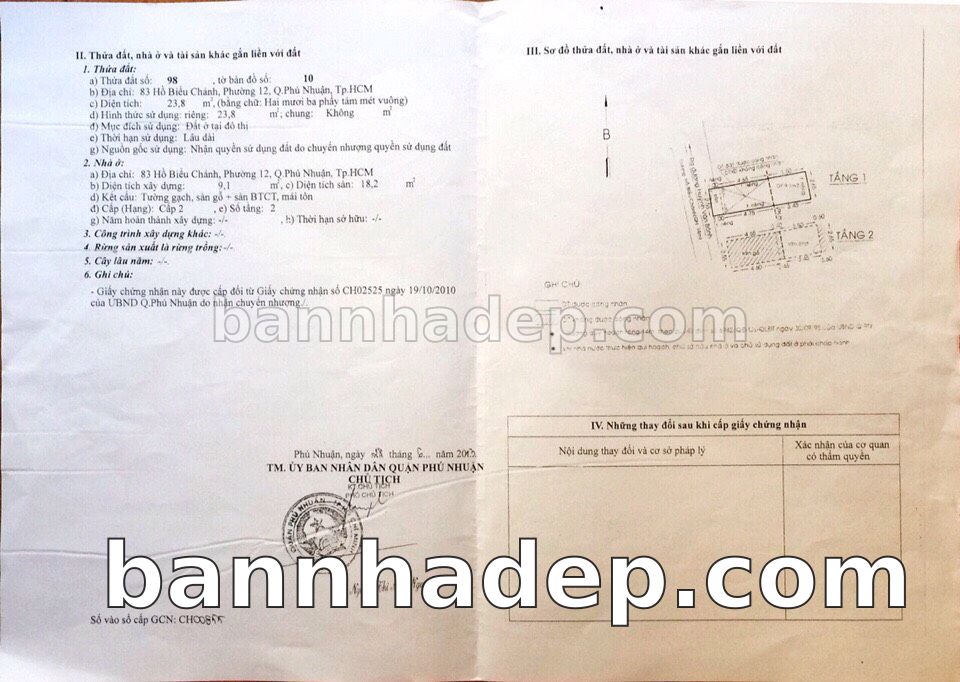 II. Thửa đất, nhà ở và tài sản khác gắn liền với đất
1. Thửa đất:
a) Thửa đất số: 98 , tờ bản đồ số: 10
b) Địa chỉ: 83 Hồ Biểu Chánh, Phường 12, Q.Phú Nhuận, Tp.HCM
c) Diện tích: 23,8 m², (bằng chữ: Hai mươi ba phẩy tám mét vuông)
d) Hình thức sử dụng: riêng: 23,8 m²; chung: Không m²
đ) Mục đích sử dụng: Đất ở tại đô thị
e) Thời hạn sử dụng: Lâu dài
g) Nguồn gốc sử dụng: Nhận quyền sử dụng đất do chuyển nhượng quyền sử dụng đất
2. Nhà ở:
a) Địa chỉ: 83 Hồ Biểu Chánh, Phường 12, Q.Phú Nhuận, Tp.HCM
b) Diện tích xây dựng: 9,1 m², c) Diện tích sàn: 18,2 m²
d) Kết cấu: Tường gạch, sàn gỗ + sàn BTCT, mái tôn
đ) Cấp (Hạng): Cấp 2 , e) Số tầng: 2
g) Năm hoàn thành xây dựng: -/- , h) Thời hạn sở hữu: -/-
3. Công trình xây dựng khác: -/-.
4. Rừng sản xuất là rừng trồng: -/-.
5. Cây lâu năm: -/-.
6. Ghi chú:
- Giấy chứng nhận này được cấp đổi từ Giấy chứng nhận số CH02525 ngày 19/10/2010
của UBND Q.Phú Nhuận do nhận chuyển nhượng./.
Phú Nhuận, ngày tháng năm
TM. ỦY BAN NHÂN DÂN QUẬN PHÚ NHUẬN
CHỦ TỊCH
KT.CHỦ TỊCH
PHÓ CHỦ TỊCH
QUẬN PHÚ NHUẬN
Số vào sổ cấp GCN: CH00855
III. Sơ đồ thửa đất, nhà ở và tài sản khác gắn liền với đất
B
TẦNG 1
TẦNG 2
GHI CHÚ
IV. Những thay đổi sau khi cấp giấy chứng nhận
Nội dung thay đổi và cơ sở pháp lý
Xác nhận của cơ quan
có thẩm quyền
bannhadep.com
bannhadep.com